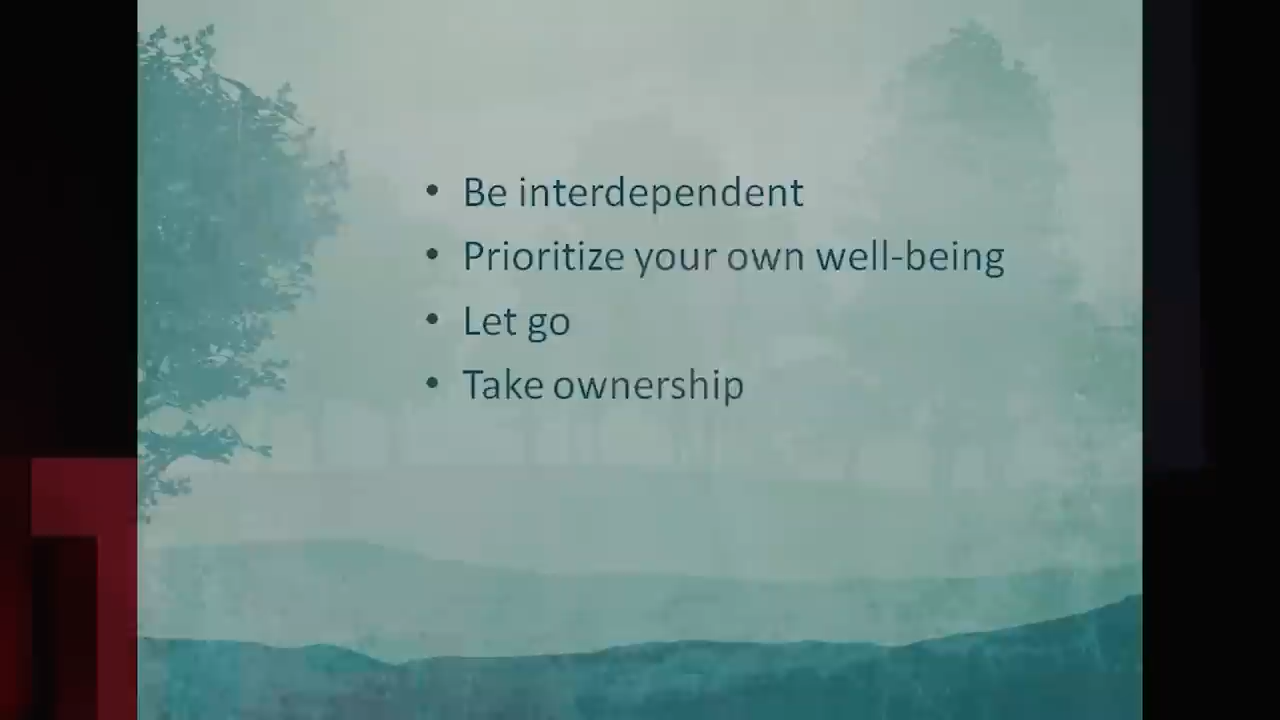 • Be interdependent
• Prioritize your own well-being
• Let go
• Take ownership